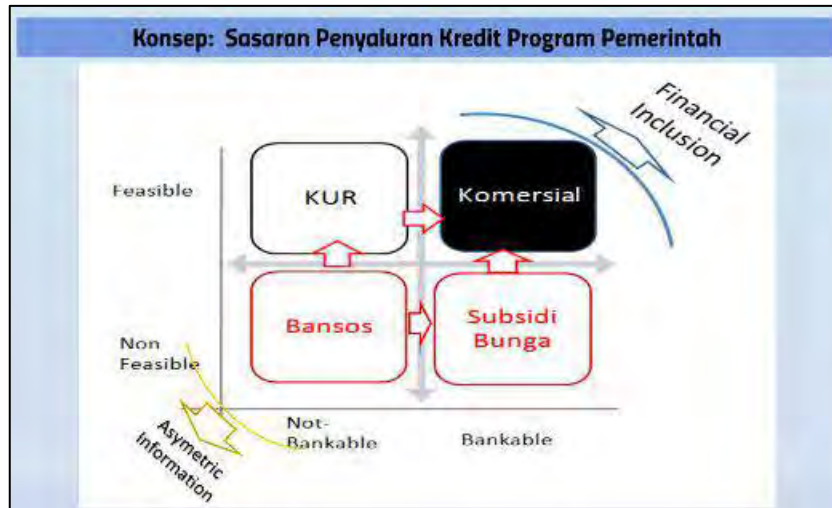 Konsep: Sasaran Penyaluran Kredit Program Pemerintah
Financial
Inclusion
Feasible
KUR
Komersial
Bansos
Subsidi
Bunga
Non
Feasible
Not-
Bankable
Bankable
Asymetric
Information